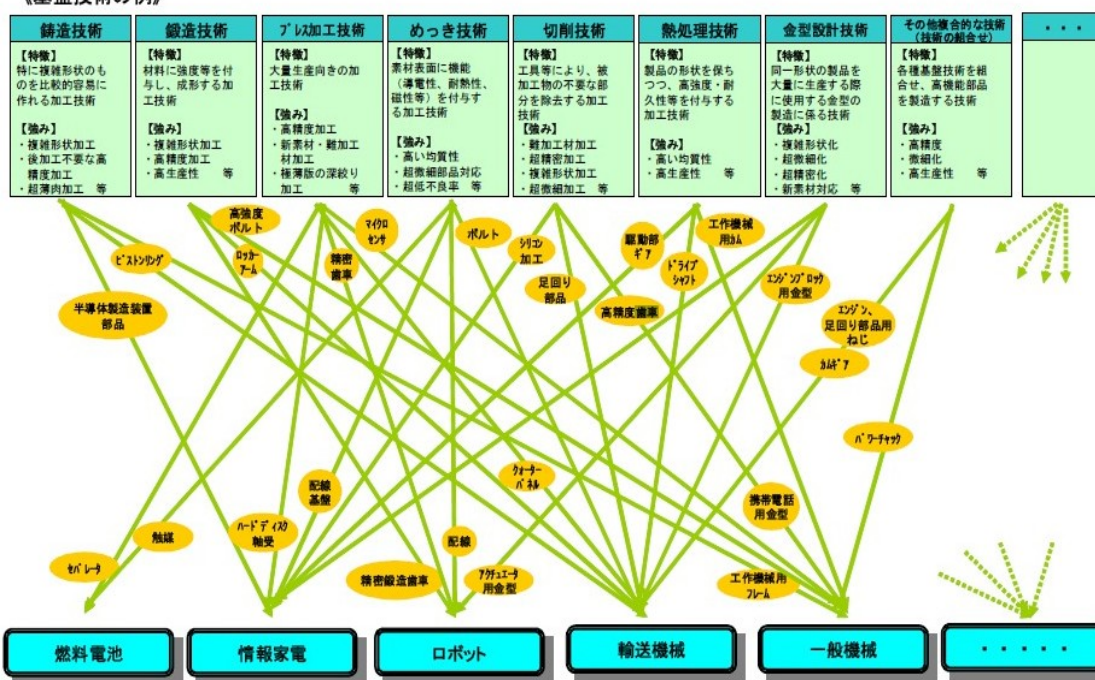 《基盤技術の例》
鋳造技術
【特徴】
特に複雑形状のも
のを比較的容易に
作れる加工技術
【強み】
・複雑形状加工
・後加工不要な高
精度加工
・超薄肉加工 等
鍛造技術
【特徴】
材料に強度等を付
与し、成形する加
工技術
【強み】
・複雑形状加工
・高精度加工
・高生産性 等
プレス加工技術
【特徴】
大量生産向きの加
工技術
【強み】
・高精度加工
・新素材・難加工
材加工
・極薄版の深絞り
加工 等
めっき技術
【特徴】
素材表面に機能
（導電性、耐熱性、
磁性等）を付与す
る加工技術
【強み】
・高い均質性
・超微細部品対応
・超低不良率 等
切削技術
【特徴】
工具等により、被
加工物の不要な部
分を除去する加工
技術
【強み】
・難加工材加工
・超精密加工
・複雑形状加工
・超微細加工 等
熱処理技術
【特徴】
製品の形状を保ち
つつ、高強度・耐
久性等を付与する
加工技術
【強み】
・高い均質性
・高生産性 等
金型設計技術
【特徴】
同一形状の製品を
大量に生産する際
に使用する金型の
製造に係る技術
【強み】
・複雑形状化
・超微細化
・超精密化
・新素材対応 等
その他複合的な技術
（技術の組合せ）
【特徴】
各種基盤技術を組
合せ、高機能部品
を製造する技術
【強み】
・高精度
・微細化
・高生産性 等
・・・
高強度
ボルト
マイクロ
センサ
ボルト
シリコン
加工
駆動部
ギア
工作機械
用カム
ピストンリング
ロッカー
アーム
精密
歯車
足回り
部品
ドライブ
シャフト
エンジンブロック
用金型
半導体製造装置
部品
高精度歯車
エンジン、
足回り部品用
ねじ
カムギア
パワーチャック
クォーター
パネル
配線
基盤
携帯電話
用金型
触媒
ハードディスク
軸受
配線
セパレータ
精密鍛造歯車
アクチュエータ
用金型
工作機械用
フレーム
燃料電池
情報家電
ロボット
輸送機械
一般機械
・・・・・